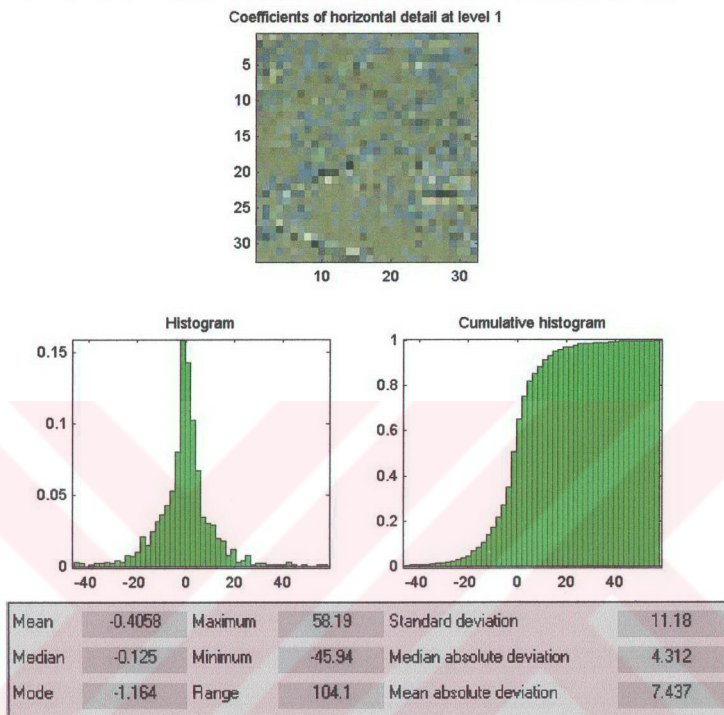 Coefficients of horizontal detail at level 1
5
10
15
20
25
30
10 20 30
Histogram
0.15
0.1
0.05
0
-40 -20 0 20 40
Cumulative histogram
1
0.8
0.6
0.4
0.2
0
-40 -20 0 20 40
Mean -0.4058 Maximum 58.19 Standard deviation 11.18
Median -0.125 Minimum -45.94 Median absolute deviation 4.312
Mode -1.164 Range 104.1 Mean absolute deviation 7.437